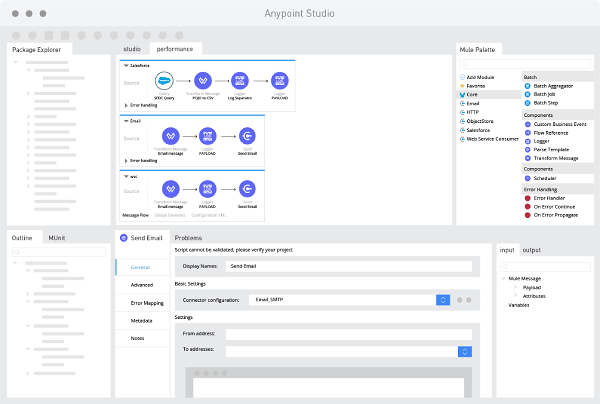 Anypoint Studio
Package Explorer
studio
performance
Salesforce
Source
Query
SFDC Query
Transform Message
PCQll to CSV
Logger
Log Separatre
Logger
PAYLOAD
Error handling
Email
Source
Transform Message
Email message
Logger
PAYLOAD
Send
Send Email
Error handling
wsc
Source
Transform Message
Email message
Logger
PAYLOAD
Send
Send Email
Message Flow
Global Elements
Configuration XML
Mule Palette
Add Module
Favorite
Core
Email
HTTP
ObjectStore
Salesforce
Web Service Consumer
Batch
Batch Aggregator
Batch Job
Batch Step
Components
Custom Business Event
Flow Reference
Logger
Parse Template
Transform Message
Components
Scheduler
Error Handling
Error Handler
On Error Continue
On Error Propagate
Outline
MUnit
Send Email
Problems
Script cannot be validated, please verify your project
General
Advanced
Error Mapping
Metadata
Notes
Display Names:
Send Email
Basic Settings
Connector configuration:
Email_SMTP
Settings
From address:
To addresses:
input
output
Mule Message
Payload
Attributes
Variables